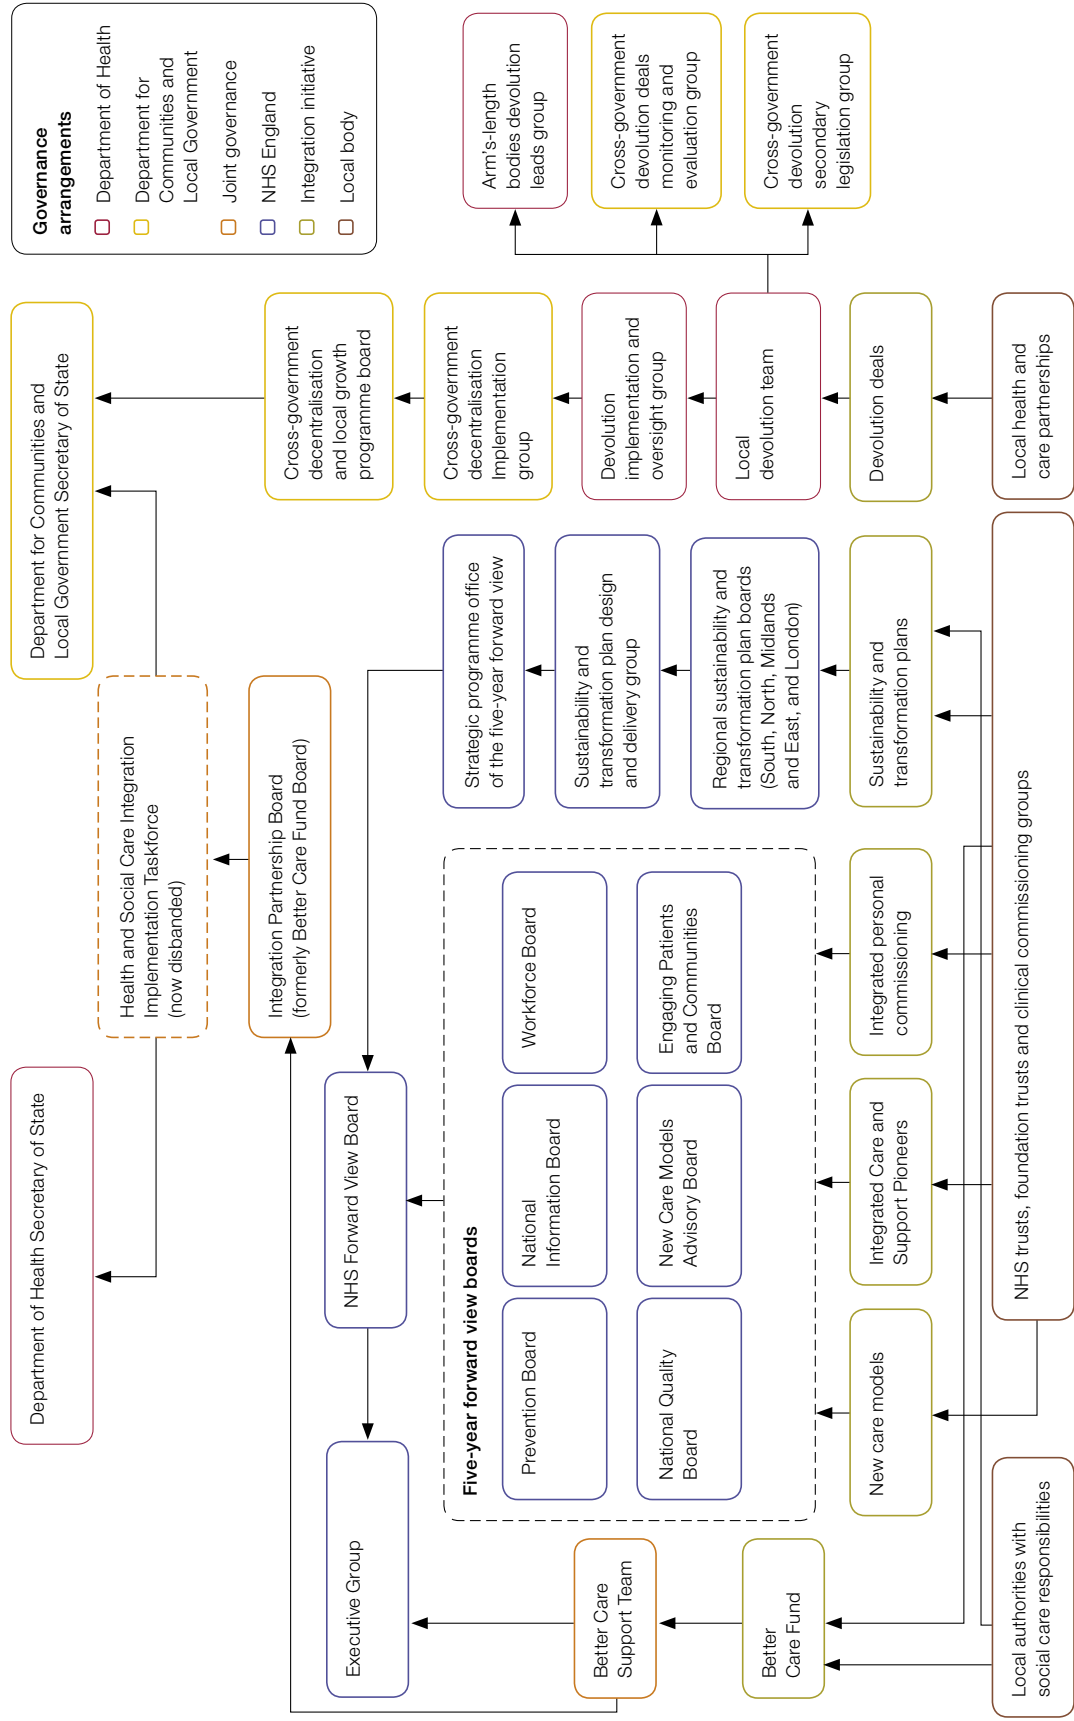 Department of Health Secretary of State
Department for Communities and
Local Government Secretary of State
Governance
arrangements
Department of Health
Department for
Communities and
Local Government
Joint governance
NHS England
Integration initiative
Local body
Health and Social Care Integration
Implementation Taskforce
(now disbanded)
Integration Partnership Board
(formerly Better Care Fund Board)
Cross-government
decentralisation
and local growth
programme board
Executive Group
NHS Forward View Board
Cross-government
decentralisation
Implementation
group
Five-year forward view boards
Prevention Board
National
Information Board
Workforce Board
National Quality
Board
New Care Models
Advisory Board
Engaging Patients
and Communities
Board
Strategic programme office
of the five-year forward view
Sustainability and
transformation plan design
and delivery group
Regional sustainability and
transformation plan boards
(South, North, Midlands
and East, and London)
Devolution
implementation and
oversight group
Local
devolution team
Arm's-length
bodies devolution
leads group
Cross-government
devolution deals
monitoring and
evaluation group
Cross-government
devolution
secondary
legislation group
Better Care
Support Team
Better
Care Fund
New care models
Integrated Care and
Support Pioneers
Integrated personal
commissioning
Sustainability and
transformation plans
Devolution deals
Local authorities with
social care responsibilities
NHS trusts, foundation trusts and clinical commissioning groups
Local health and
care partnerships